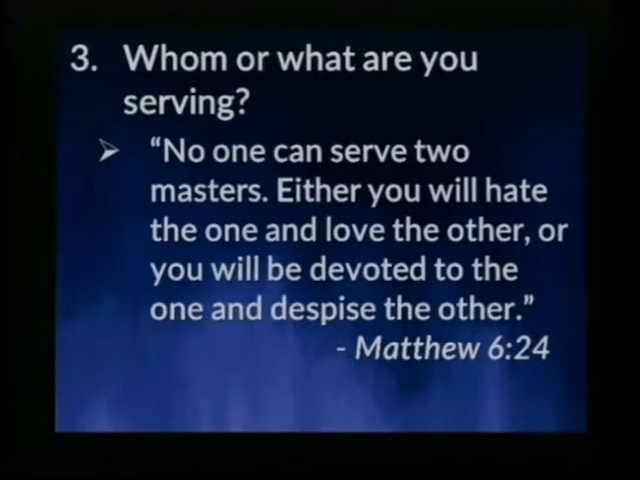 3. Whom or what are you
serving?
➢ “No one can serve two
masters. Either you will hate
the one and love the other, or
you will be devoted to the
one and despise the other.”
- Matthew 6:24